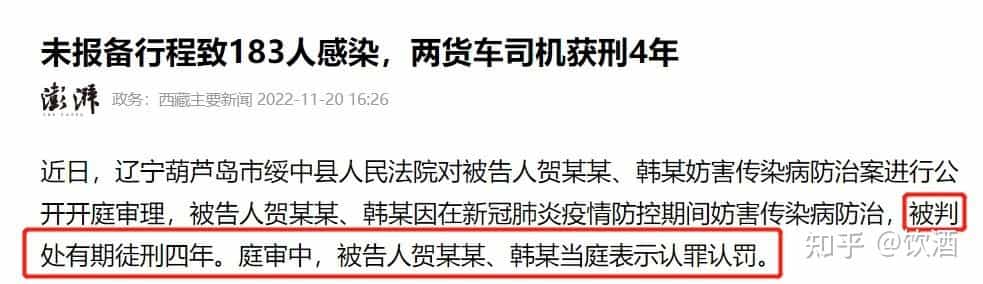 未报备行程致183人感染，两货车司机获刑4年
澎湃 政务：西藏主要新闻 2022-11-20 16:26
近日，辽宁葫芦岛市绥中县人民法院对被告人贺某某、韩某妨害传染病防治案进行公
开开庭审理，被告人贺某某、韩某因在新冠肺炎疫情防控期间妨害传染病防治，被判
处有期徒刑四年。庭审中，被告人贺某某、韩某当庭表示认罪认罚。
知乎 @饮酒